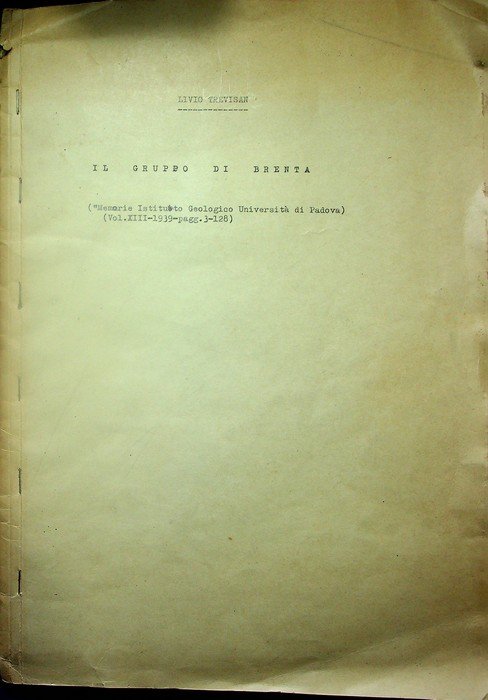 LIVIO TREVISAN
IL GRUPPO DI BRENTA
("Memorie Istituto Geologico Università di Padova)
(Vol.XIII-1939-pagg.3-128)